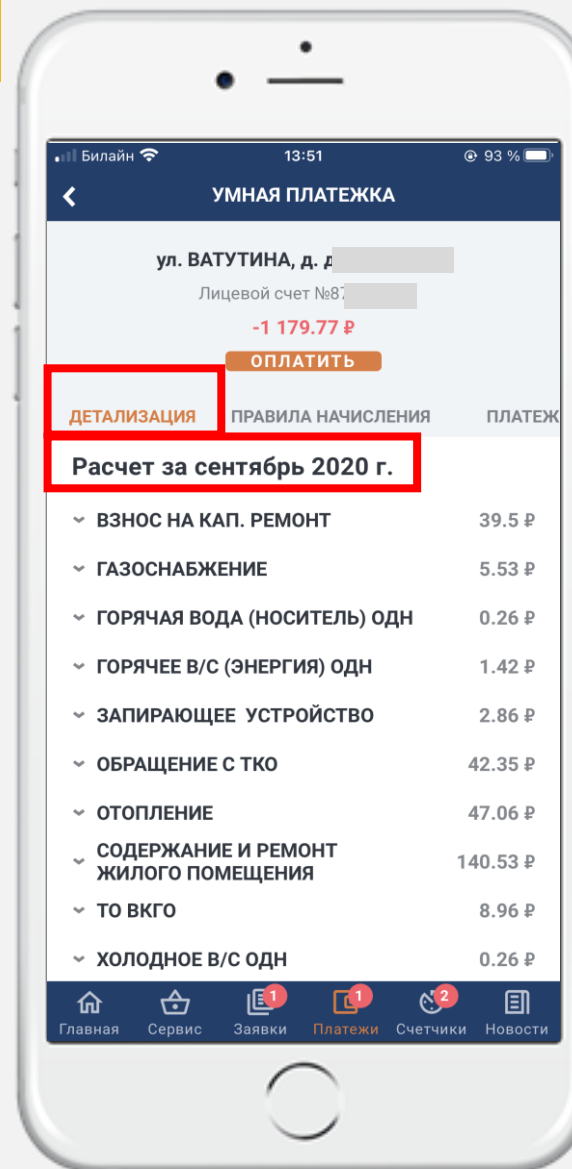 Билайн 13:51 93 %
УМНАЯ ПЛАТЕЖКА
ул. ВАТУТИНА, д.
Лицевой счет №87
-1 179.77 ₽
ОПЛАТИТЬ
ДЕТАЛИЗАЦИЯ ПРАВИЛА НАЧИСЛЕНИЯ ПЛАТЕЖ
Расчет за сентябрь 2020 г.
ВЗНОС НА КАП. РЕМОНТ 39.5 ₽
ГАЗОСНАБЖЕНИЕ 5.53 ₽
ГОРЯЧАЯ ВОДА (НОСИТЕЛЬ) ОДН 0.26 ₽
ГОРЯЧЕЕ В/С (ЭНЕРГИЯ) ОДН 1.42 ₽
ЗАПИРАЮЩЕЕ УСТРОЙСТВО 2.86 ₽
ОБРАЩЕНИЕ С ТКО 42.35 ₽
ОТОПЛЕНИЕ 47.06 ₽
СОДЕРЖАНИЕ И РЕМОНТ
ЖИЛОГО ПОМЕЩЕНИЯ 140.53 ₽
ТО ВКГО 8.96 ₽
ХОЛОДНОЕ В/С ОДН 0.26 ₽
1 1 2
Главная Сервис Заявки Платежи Счетчики Новости